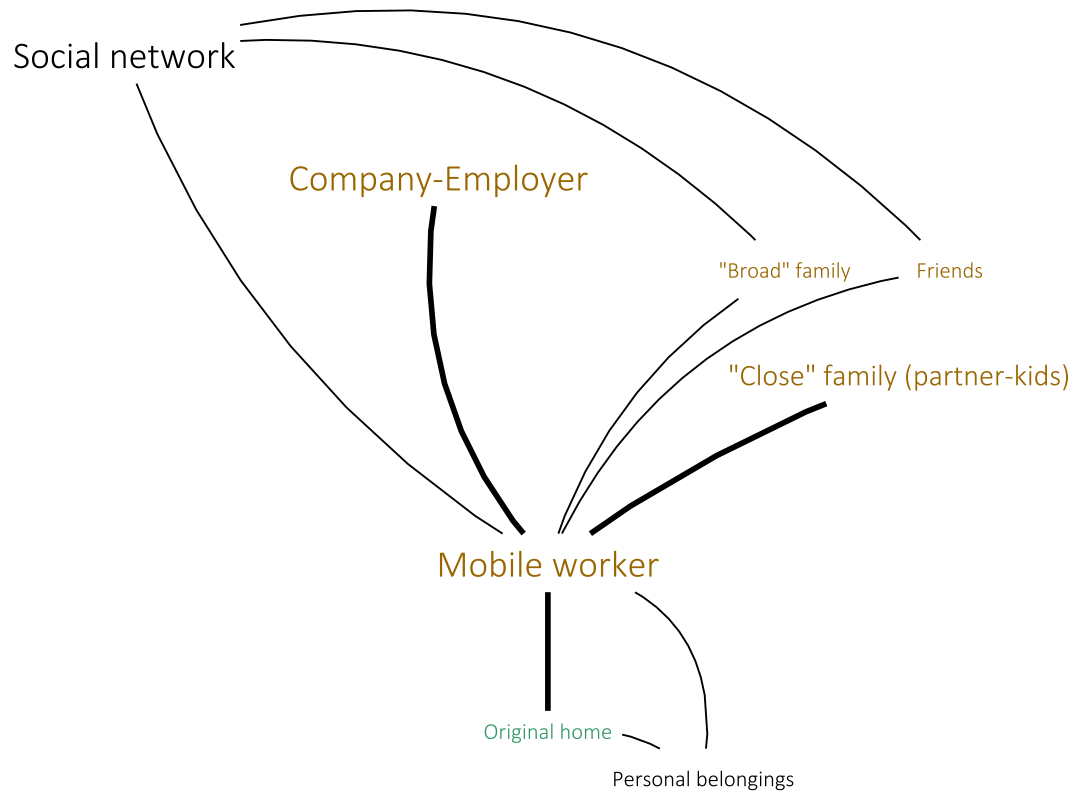 Social network
Company-Employer
"Broad" family
Friends
"Close" family (partner-kids)
Mobile worker
Original home
Personal belongings